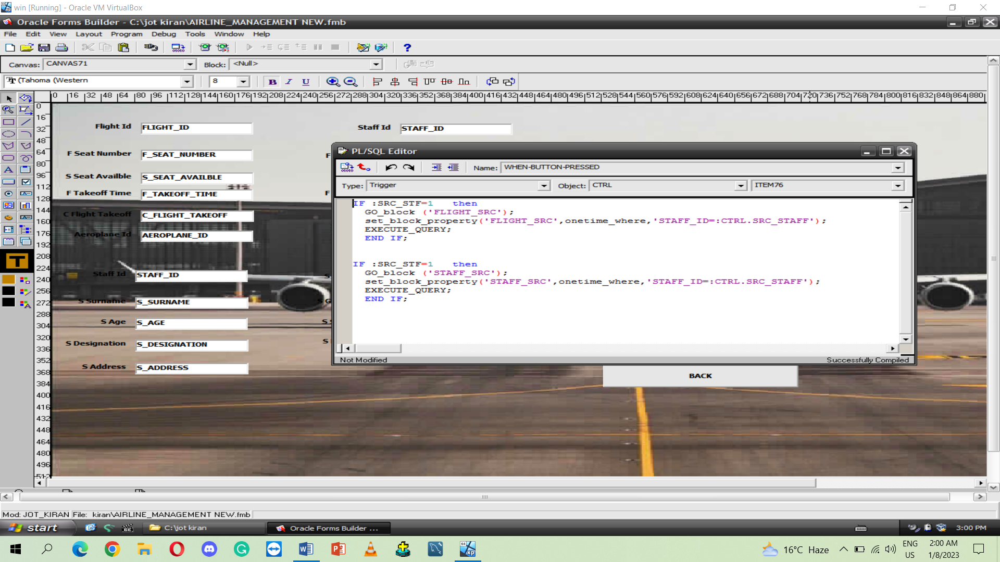 win [Running] - Oracle VM VirtualBox
Oracle Forms Builder - C:\jot kiran\AIRLINE_MANAGEMENT NEW.fmb
File Edit View Layout Program Debug Tools Window Help
Canvas: CANVAS71 Block: <Null>
(Tahoma (Western 8 B I U
0 16 32 48 64 80 96 112 128 144 160 176 192 208 224 240 256 272 288 304 320 336 352 368 384 400 416 432 448 464 480 496 512 528 544 560 576 592 608 624 640 656 672 688 704 720 736 752 768 784 800 816 832 848 864 880
0
16
32
48
64
80
96
112
128
144
160
176
192
208
224
240
256
272
288
304
320
336
352
368
384
400
416
432
448
464
480
496
512
Flight Id FLIGHT_ID Staff Id STAFF_ID
F Seat Number F_SEAT_NUMBER F
S Seat Availble S_SEAT_AVAILBLE
F Takeoff Time F_TAKEOFF_TIME F
C Flight Takeoff C_FLIGHT_TAKEOFF
Aeroplane Id AEROPLANE_ID
Staff Id STAFF_ID S
S Surname S_SURNAME S G
S Age S_AGE S
S Designation S_DESIGNATION S
S Address S_ADDRESS
PL/SQL Editor
Name: WHEN-BUTTON-PRESSED
Type: Trigger Object: CTRL ITEM76
IF :SRC_STF=1 then
GO_block ('FLIGHT_SRC');
set_block_property('FLIGHT_SRC',onetime_where,'STAFF_ID=:CTRL.SRC_STAFF');
EXECUTE_QUERY;
END IF;
IF :SRC_STF=1 then
GO_block ('STAFF_SRC');
set_block_property('STAFF_SRC',onetime_where,'STAFF_ID=:CTRL.SRC_STAFF');
EXECUTE_QUERY;
END IF;
Not Modified Successfully Compiled
BACK
Mod: JOT_KIRAN File: kiran\AIRLINE_MANAGEMENT NEW.fmb
start C:\jot kiran Oracle Forms Builder ... 3:00 PM
16°C Haze ENG US 2:00 AM 1/8/2023